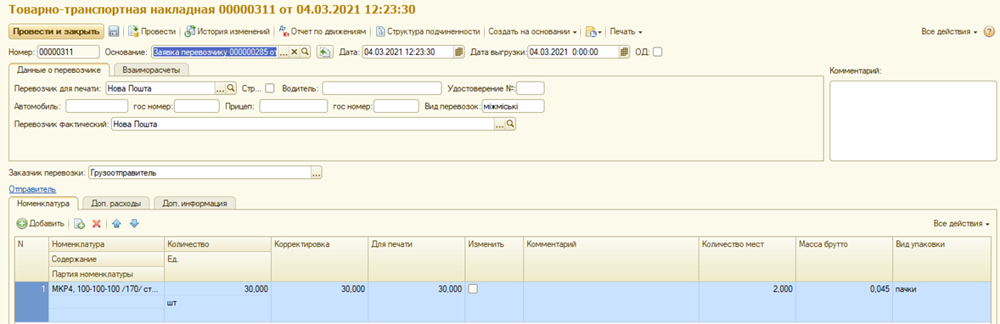 Товарно-транспортная накладная 00000311 от 04.03.2021 12:23:30
Провести и закрыть Провести История изменений Дт Кт Отчет по движениям Структура подчиненности Создать на основании Печать Все действия ?
Номер: 00000311 Основание: Заявка перевозчику 000000285 от ... Дата: 04.03.2021 12:23:30 Дата выгрузки: 04.03.2021 0:00:00 ОД:
Данные о перевозчике Взаиморасчеты Комментарий:
Перевозчик для печати: Нова Пошта ... Стр... Водитель: Удостоверение №:
Автомобиль: гос номер: Прицеп: гос номер: Вид перевозок: міжміські
Перевозчик фактический: Нова Пошта ...
Заказчик перевозки: Грузоотправитель ...
Отправитель
Номенклатура Доп. расходы Доп. информация
Добавить Все действия
N Номенклатура Количество Корректировка Для печати Изменить Комментарий Количество мест Масса брутто Вид упаковки
Содержание Ед.
Партия номенклатуры
1 МКР4, 100-100-100 /170/ ст... 30,000 30,000 30,000 2,000 0,045 пачки
шт